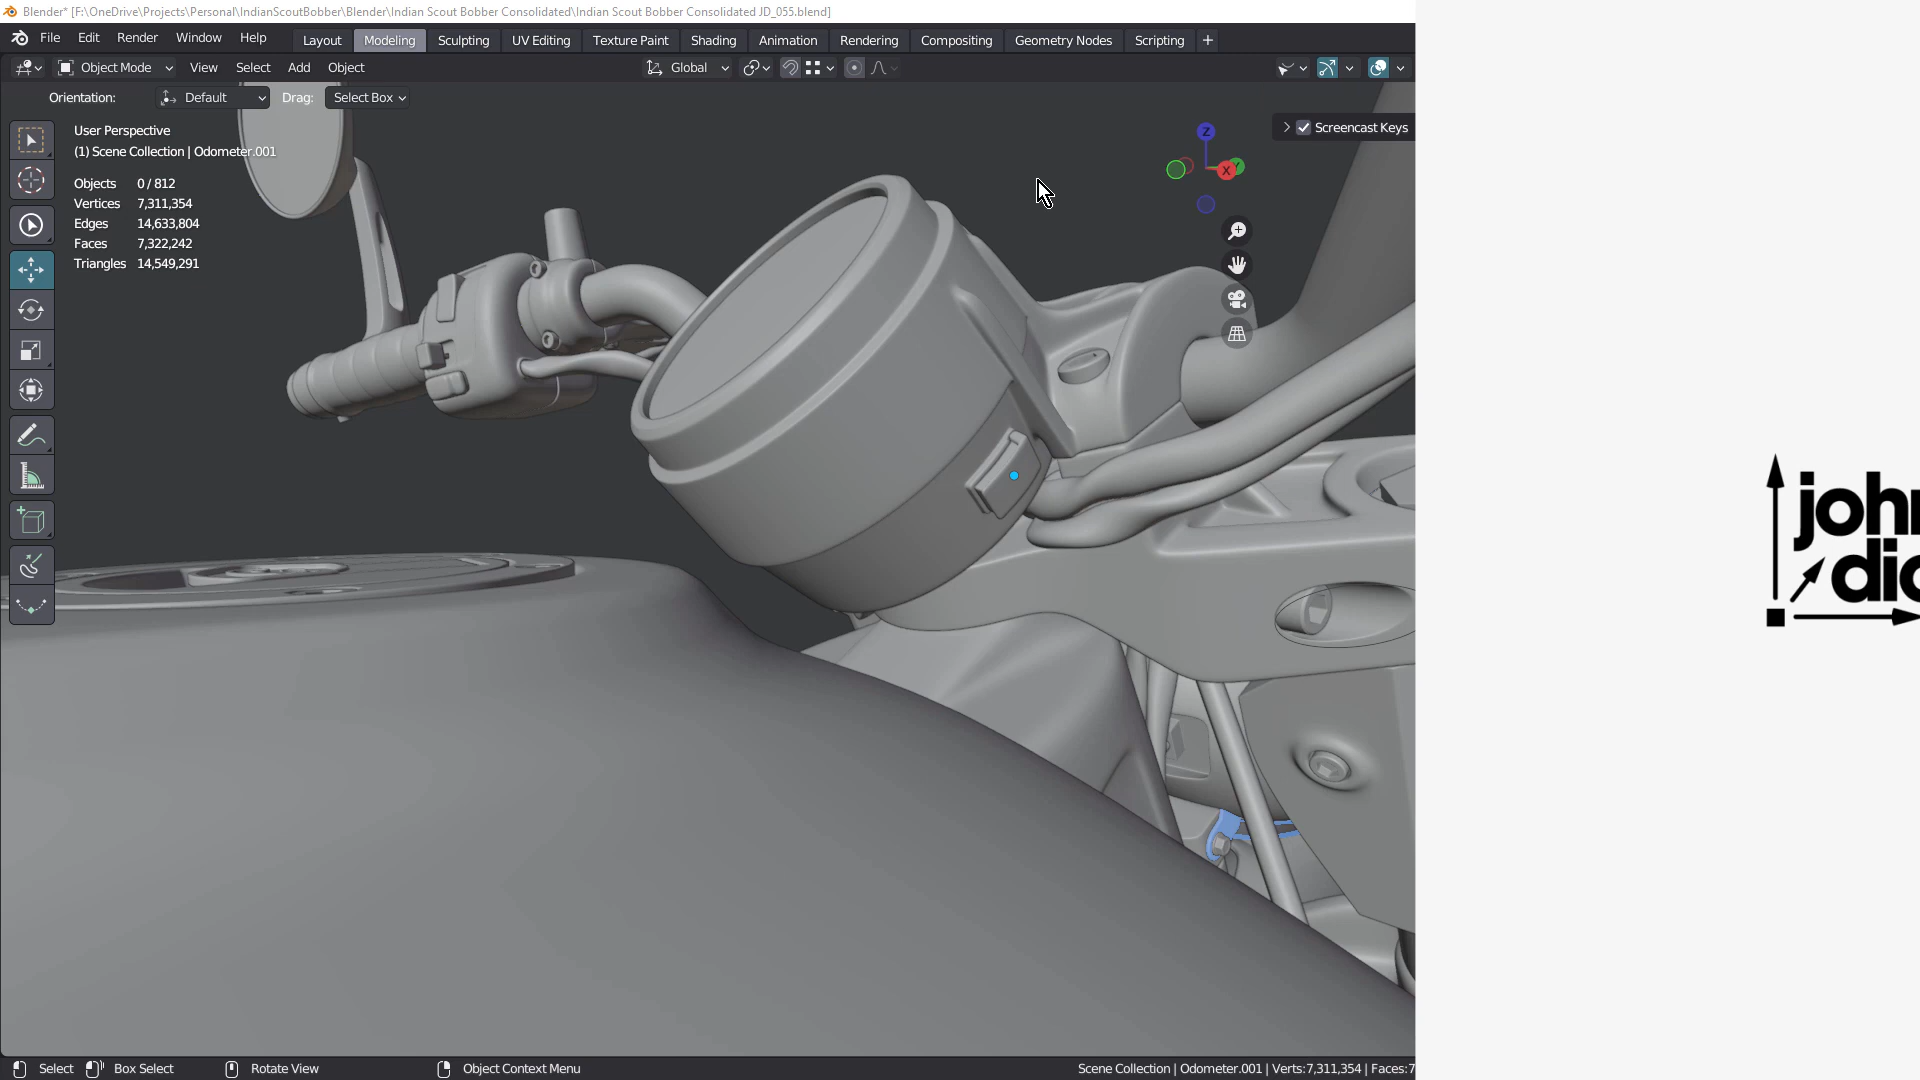 Blender* [F:\OneDrive\Projects\Personal\IndianScoutBobber\Blender\Indian Scout Bobber Consolidated\Indian Scout Bobber Consolidated JD_055.blend]
File Edit Render Window Help Layout Modeling Sculpting UV Editing Texture Paint Shading Animation Rendering Compositing Geometry Nodes Scripting +
Object Mode View Select Add Object Global
Orientation: Default Drag: Select Box
User Perspective
(1) Scene Collection | Odometer.001
Screencast Keys
Z
X
Y
Objects 0 / 812
Vertices 7,311,354
Edges 14,633,804
Faces 7,322,242
Triangles 14,549,291
john
dic
Select Box Select Rotate View Object Context Menu Scene Collection | Odometer.001 | Verts:7,311,354 | Faces:7